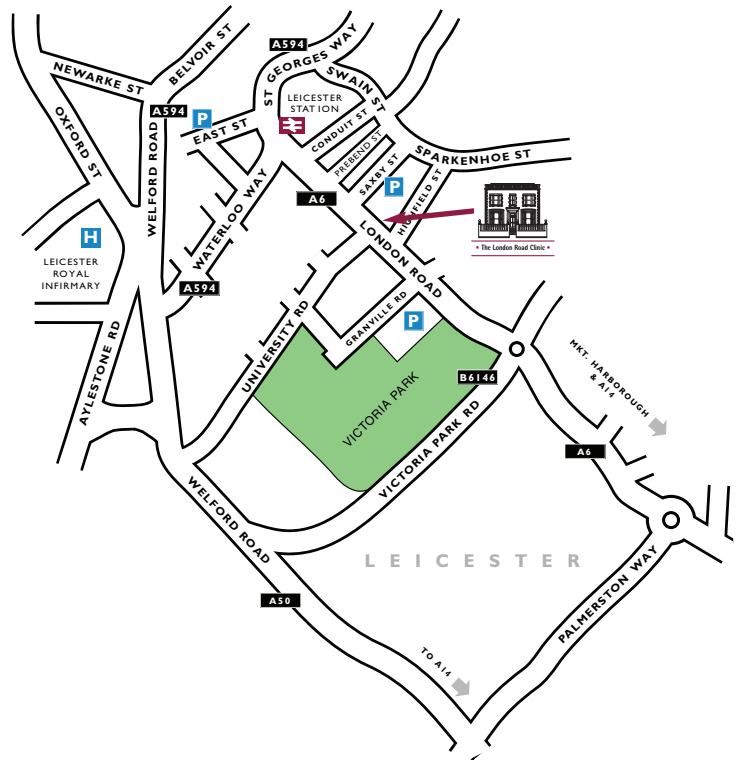 A594
ST GEORGES WAY
BELVOIR ST
NEWARKE ST
SWAIN ST
LEICESTER
STATION
A594
P
EAST ST
CONDUIT ST
PREBEND ST
SAXBY ST
SPARKENHOE ST
OXFORD ST
WELFORD ROAD
P
HIGHFIELD ST
A6
WATERLOO WAY
LONDON ROAD
• The London Road Clinic •
H
LEICESTER
ROYAL
INFIRMARY
A594
GRANVILLE RD
P
UNIVERSITY RD
AYLESTONE RD
MKT. HARBOROUGH
& A14
B6146
VICTORIA PARK
VICTORIA PARK RD
A6
WELFORD ROAD
LEICESTER
PALMERSTON WAY
A50
TO A14